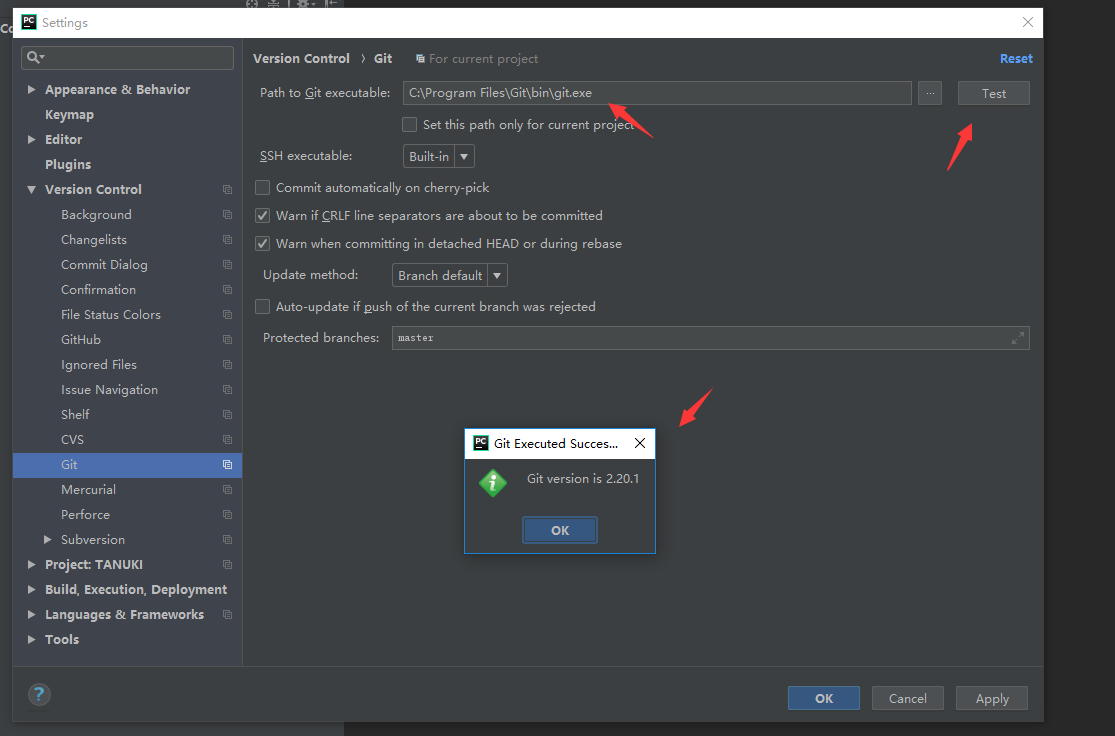 Co
PC Settings
Version Control › Git For current project Reset
Path to Git executable: C:\Program Files\Git\bin\git.exe ... Test
Set this path only for current project
SSH executable: Built-in
Commit automatically on cherry-pick
Warn if CRLF line separators are about to be committed
Warn when committing in detached HEAD or during rebase
Update method: Branch default
Auto-update if push of the current branch was rejected
Protected branches: master
Appearance & Behavior
Keymap
Editor
Plugins
Version Control
Background
Changelists
Commit Dialog
Confirmation
File Status Colors
GitHub
Ignored Files
Issue Navigation
Shelf
CVS
Git
Mercurial
Perforce
Subversion
Project: TANUKI
Build, Execution, Deployment
Languages & Frameworks
Tools
PC Git Executed Succes...
Git version is 2.20.1
OK
? OK Cancel Apply